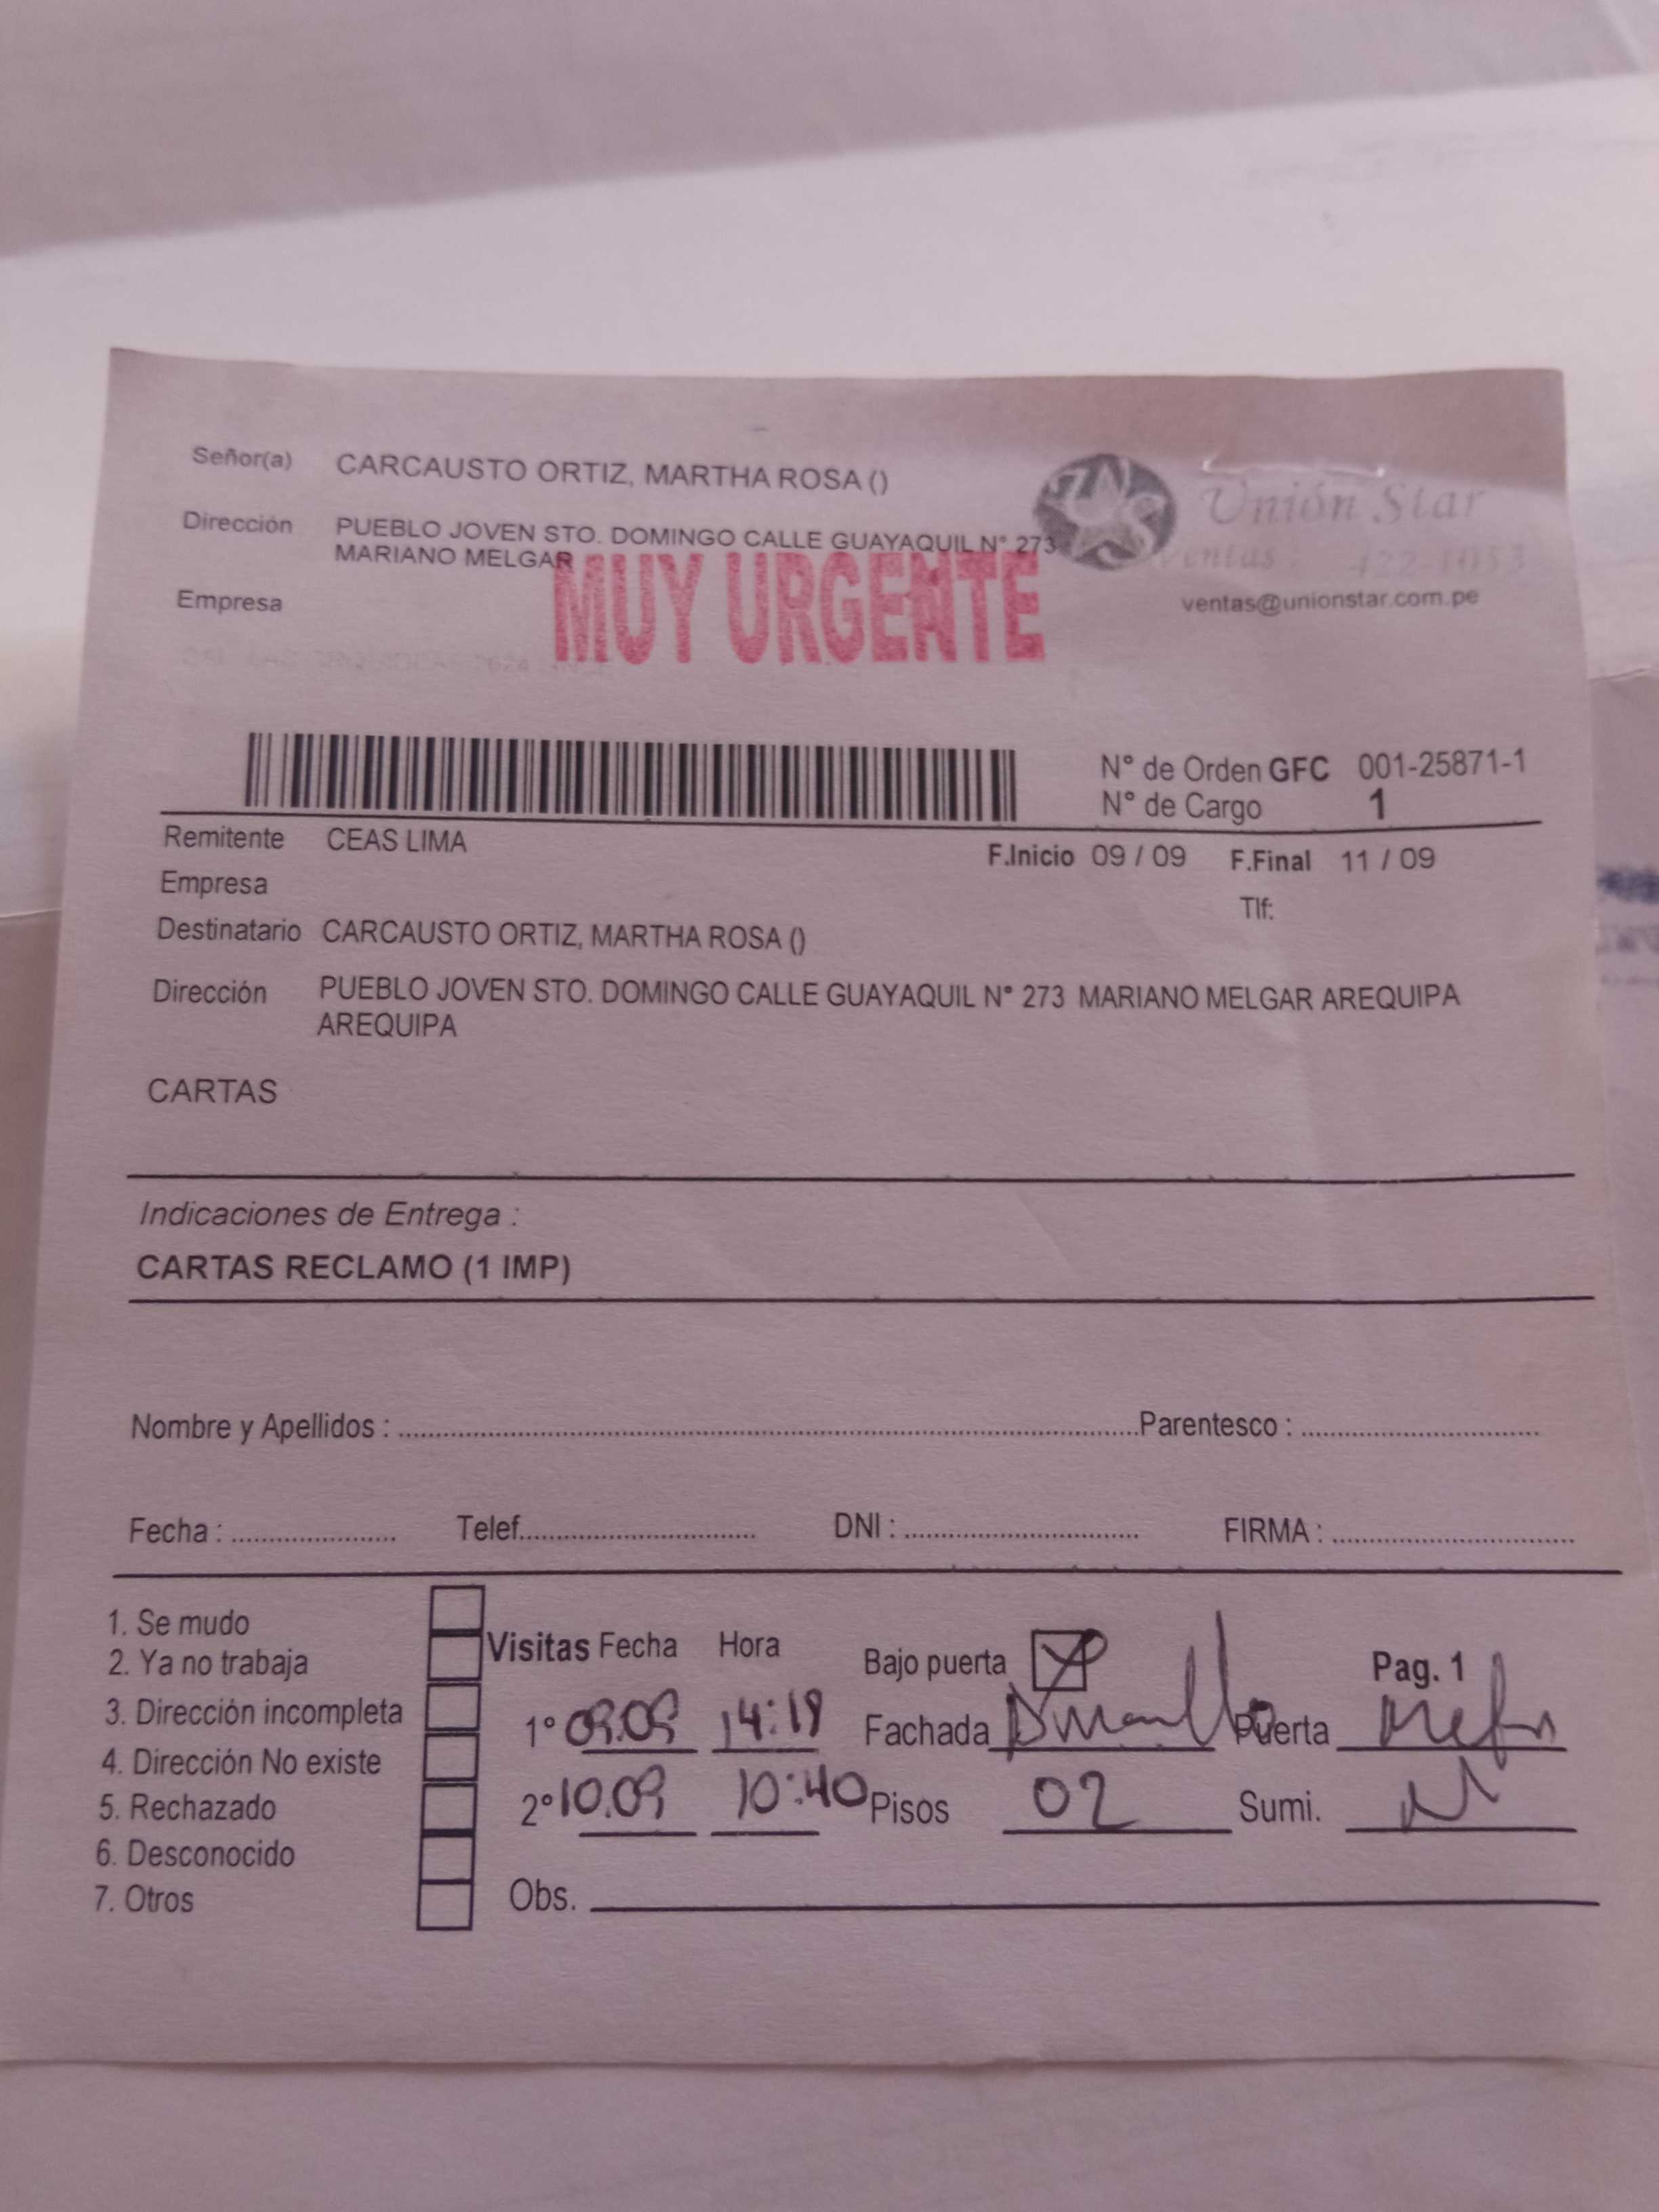 Señor(a) CARCAUSTO ORTIZ, MARTHA ROSA ()
Unión Star
Dirección PUEBLO JOVEN STO. DOMINGO CALLE GUAYAQUIL N° 273
MARIANO MELGAR
ventas: 422-1053
MUY URGENTE
Empresa
ventas@unionstar.com.pe
N° de Orden GFC 001-25871-1
N° de Cargo 1
Remitente CEAS LIMA
F.Inicio 09 / 09 F.Final 11 / 09
Empresa
Tlf:
Destinatario CARCAUSTO ORTIZ, MARTHA ROSA ()
Dirección PUEBLO JOVEN STO. DOMINGO CALLE GUAYAQUIL N° 273 MARIANO MELGAR AREQUIPA
AREQUIPA
CARTAS
Indicaciones de Entrega :
CARTAS RECLAMO (1 IMP)
Nombre y Apellidos : Parentesco :
Fecha : Telef. DNI : FIRMA :
1. Se mudo
2. Ya no trabaja
3. Dirección incompleta
4. Dirección No existe
5. Rechazado
6. Desconocido
7. Otros
Visitas Fecha Hora
1° 09.09 14:19
2° 10.09 10:40
Bajo puerta
Pag. 1
Fachada Puerta
Pisos 02 Sumi.
Obs.